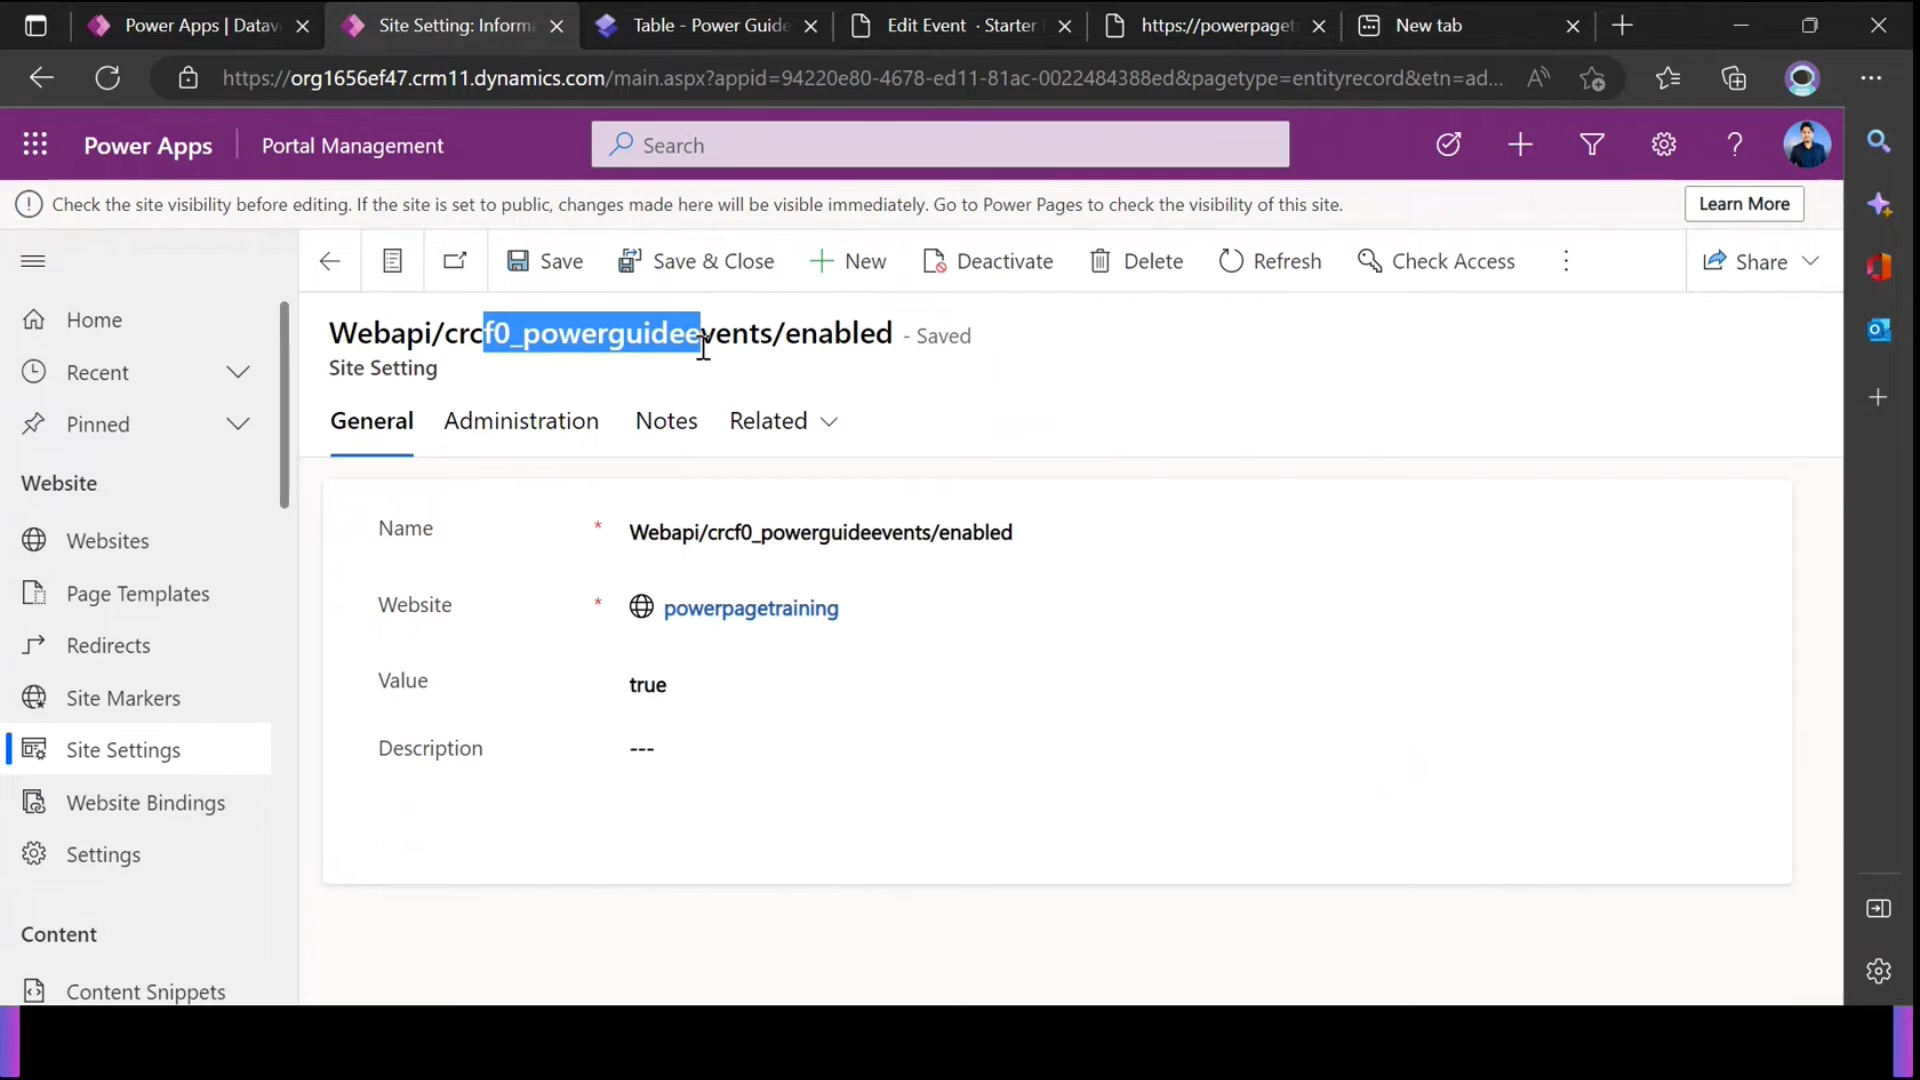 Power Apps | Datav
Site Setting: Informa
Table - Power Guide
Edit Event · Starter
https://powerpaget
New tab
https://org1656ef47.crm11.dynamics.com/main.aspx?appid=94220e80-4678-ed11-81ac-0022484388ed&pagetype=entityrecord&etn=ad...
Power Apps
Portal Management
Search
Check the site visibility before editing. If the site is set to public, changes made here will be visible immediately. Go to Power Pages to check the visibility of this site.
Learn More
Save
Save & Close
New
Deactivate
Delete
Refresh
Check Access
Share
Home
Recent
Pinned
Website
Websites
Page Templates
Redirects
Site Markers
Site Settings
Website Bindings
Settings
Content
Content Snippets
Webapi/crcf0_powerguideevents/enabled - Saved
Site Setting
General
Administration
Notes
Related
Name * Webapi/crcf0_powerguideevents/enabled
Website * powerpagetraining
Value true
Description ---